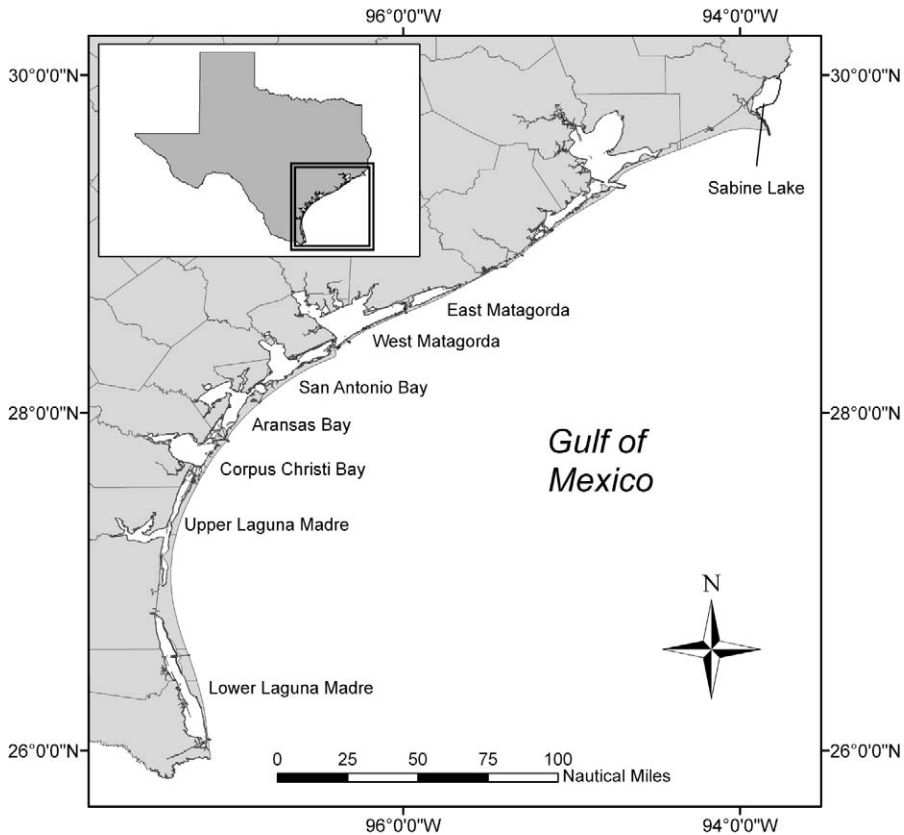 96°0'0"W
94°0'0"W
30°0'0"N
30°0'0"N
Sabine Lake
East Matagorda
West Matagorda
San Antonio Bay
28°0'0"N
28°0'0"N
Aransas Bay
Gulf of
Mexico
Corpus Christi Bay
Upper Laguna Madre
N
Lower Laguna Madre
26°0'0"N
26°0'0"N
0 25 50 75 100
Nautical Miles
96°0'0"W
94°0'0"W